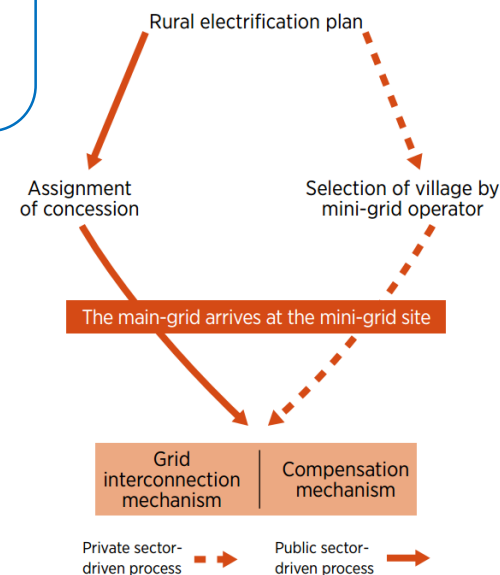 Rural electrification plan
Assignment
of concession
Selection of village by
mini-grid operator
The main-grid arrives at the mini-grid site
Grid
interconnection
mechanism
Compensation
mechanism
Private sector-
driven process
Public sector-
driven process